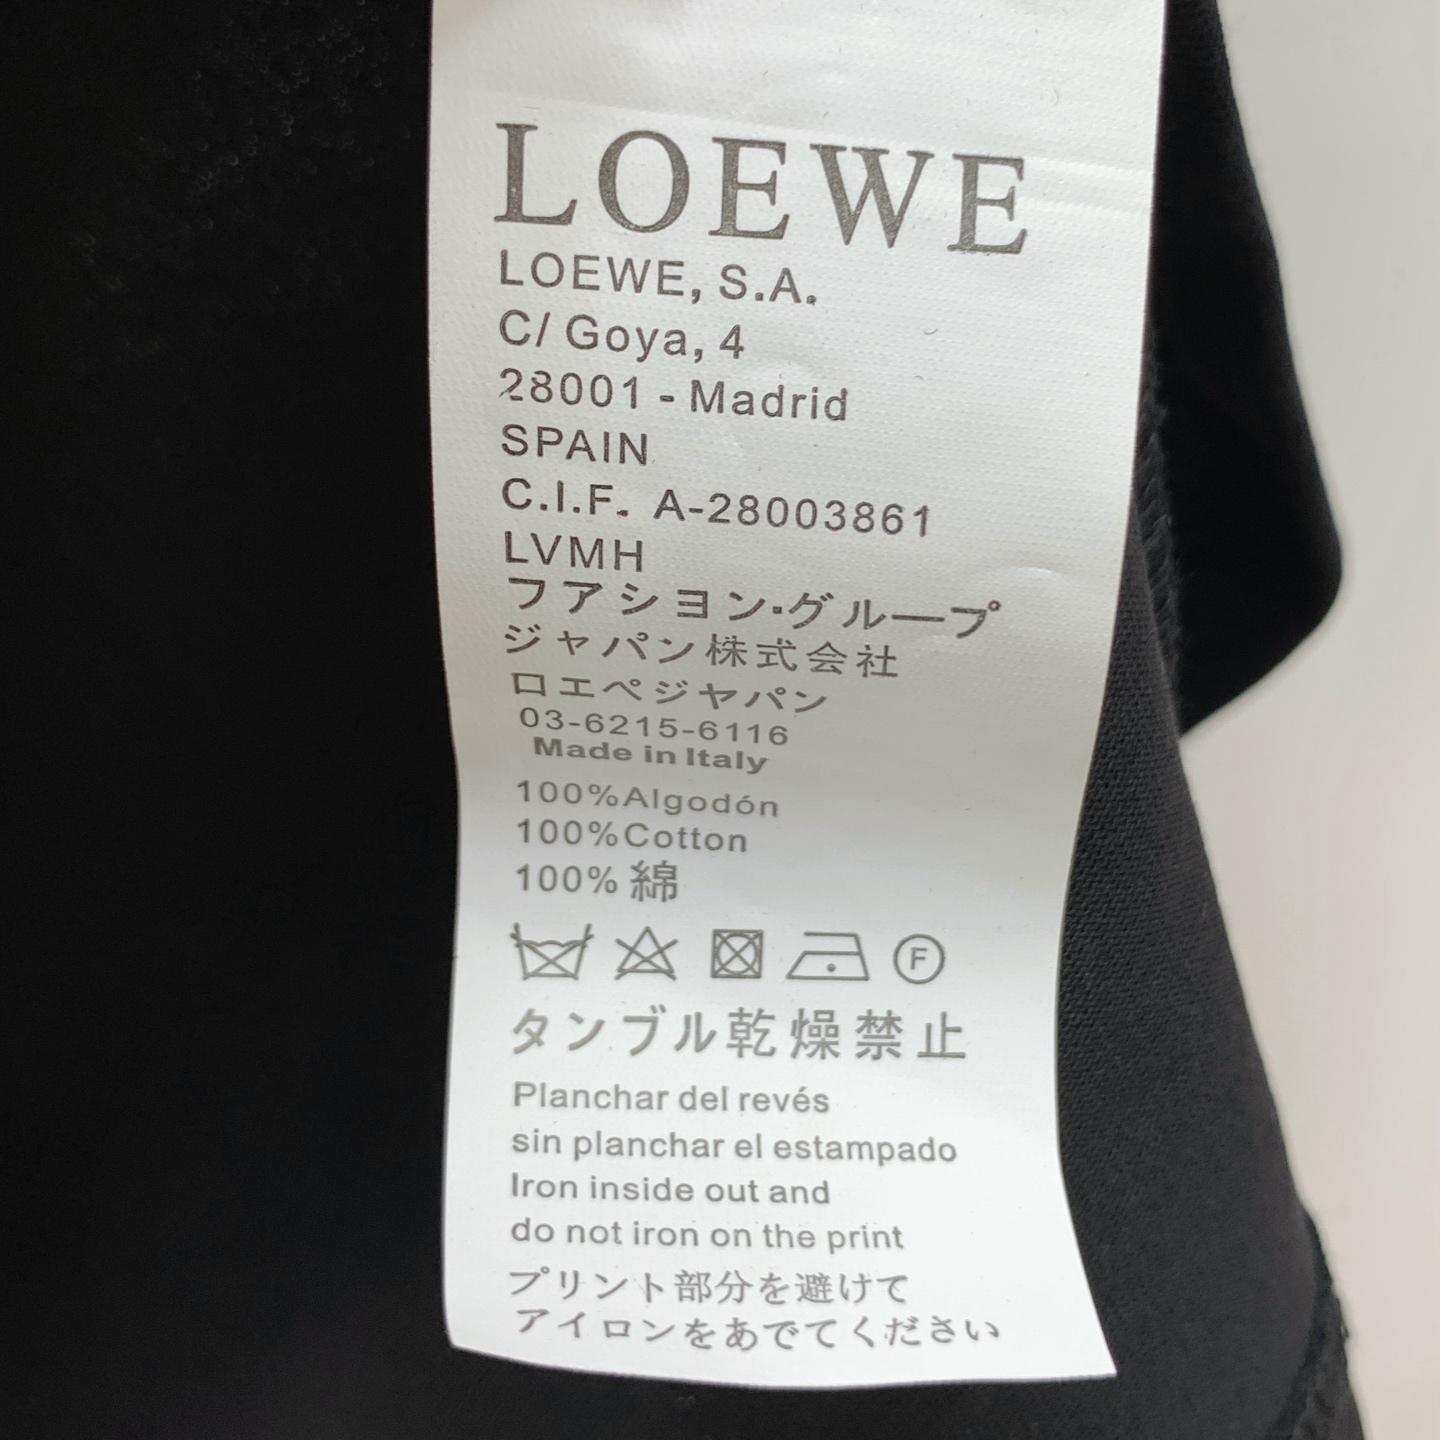 LOEWE
LOEWE, S.A.
C/ Goya, 4
28001 - Madrid
SPAIN
C.I.F. A-28003861
LVMH
フアシヨン・グループ
ジャパン株式会社
ロエペジヤパン
03-6215-6116
Made in Italy
100%Algodón
100%Cotton
100% 綿
F
タンブル乾燥禁止
Planchar del revés
sin planchar el estampado
Iron inside out and
do not iron on the print
プリント部分を避けて
アイロンをあでてください